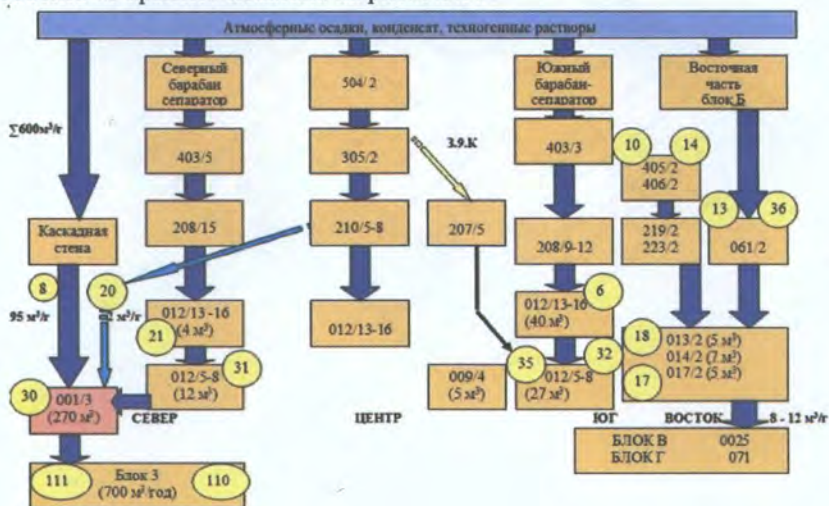 Атмосферные осадки, конденсат, техногенные растворы
Северный
барабан
сепаратор
504/2
Южный
барабан-
сепаратор
Восточная
часть
блок Б
∑600м³/г
403/5
305/2
3.9.К
403/3
10
14
405/2
406/2
Каскадная
стена
208/15
210/5-8
207/5
208/9-12
219/2
223/2
13
36
061/2
8
20
95 м³/г
м³/г
012/13-16
(4 м³)
21
012/13-16
012/13-16
(40 м³)
6
18
013/2 (5 м³)
014/2 (7 м³)
017/2 (5 м³)
17
30
001/3
(270 м³)
012/5-8
(12 м³)
31
009/4
(5 м³)
35
012/5-8
(27 м³)
32
СЕВЕР
ЦЕНТР
ЮГ
ВОСТОК
8 - 12 м³/г
111
Блок 3
(700 м³/год)
110
БЛОК В 0025
БЛОК Г 071